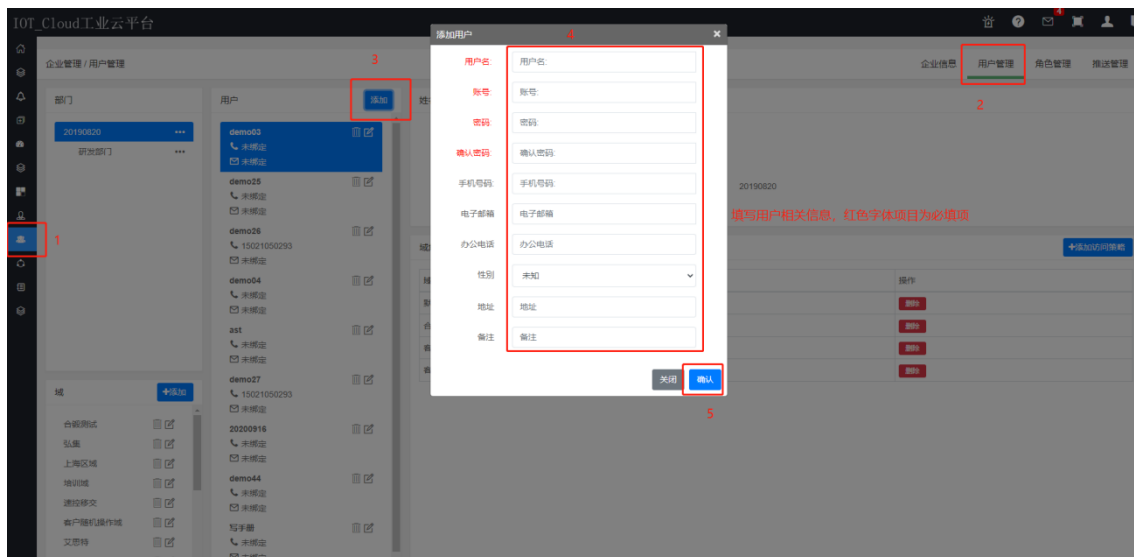 IOT_Cloud工业云平台
4
企业管理 / 用户管理
企业信息
用户管理
角色管理
推送管理
1
2
3
4
5
部门
20190820
研发部门
域
+添加
合锻测试
弘集
上海区域
培训域
速控移交
客户随机操作域
艾思特
用户
添加
demo03
未绑定
未绑定
demo25
未绑定
未绑定
demo26
15021050293
未绑定
demo04
未绑定
未绑定
ast
未绑定
未绑定
demo27
15021050293
未绑定
20200916
未绑定
未绑定
demo44
未绑定
未绑定
写手册
未绑定
添加用户
×
用户名:
用户名:
账号:
账号:
密码:
密码:
确认密码:
确认密码:
手机号码:
手机号码:
电子邮箱
电子邮箱
办公电话
办公电话
性别
未知
地址
地址
备注
备注
关闭
确认
20190820
填写用户相关信息，红色字体项目为必填项
+添加访问策略
操作
删除
删除
删除
删除